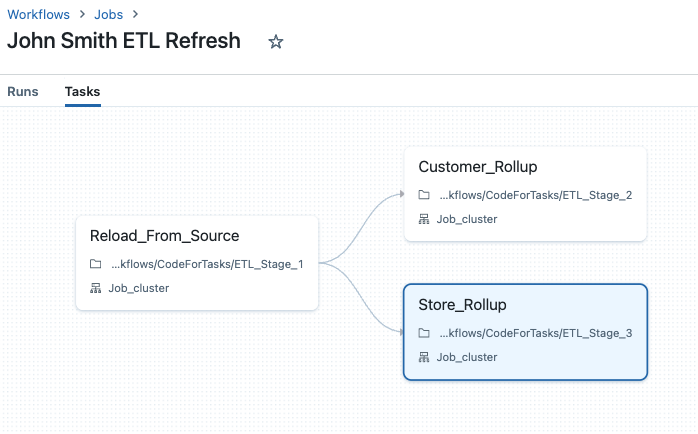 Workflows > Jobs >
John Smith ETL Refresh
Runs Tasks
Customer_Rollup
...kflows/CodeForTasks/ETL_Stage_2
Job_cluster
Reload_From_Source
...kflows/CodeForTasks/ETL_Stage_1
Job_cluster
Store_Rollup
...kflows/CodeForTasks/ETL_Stage_3
Job_cluster